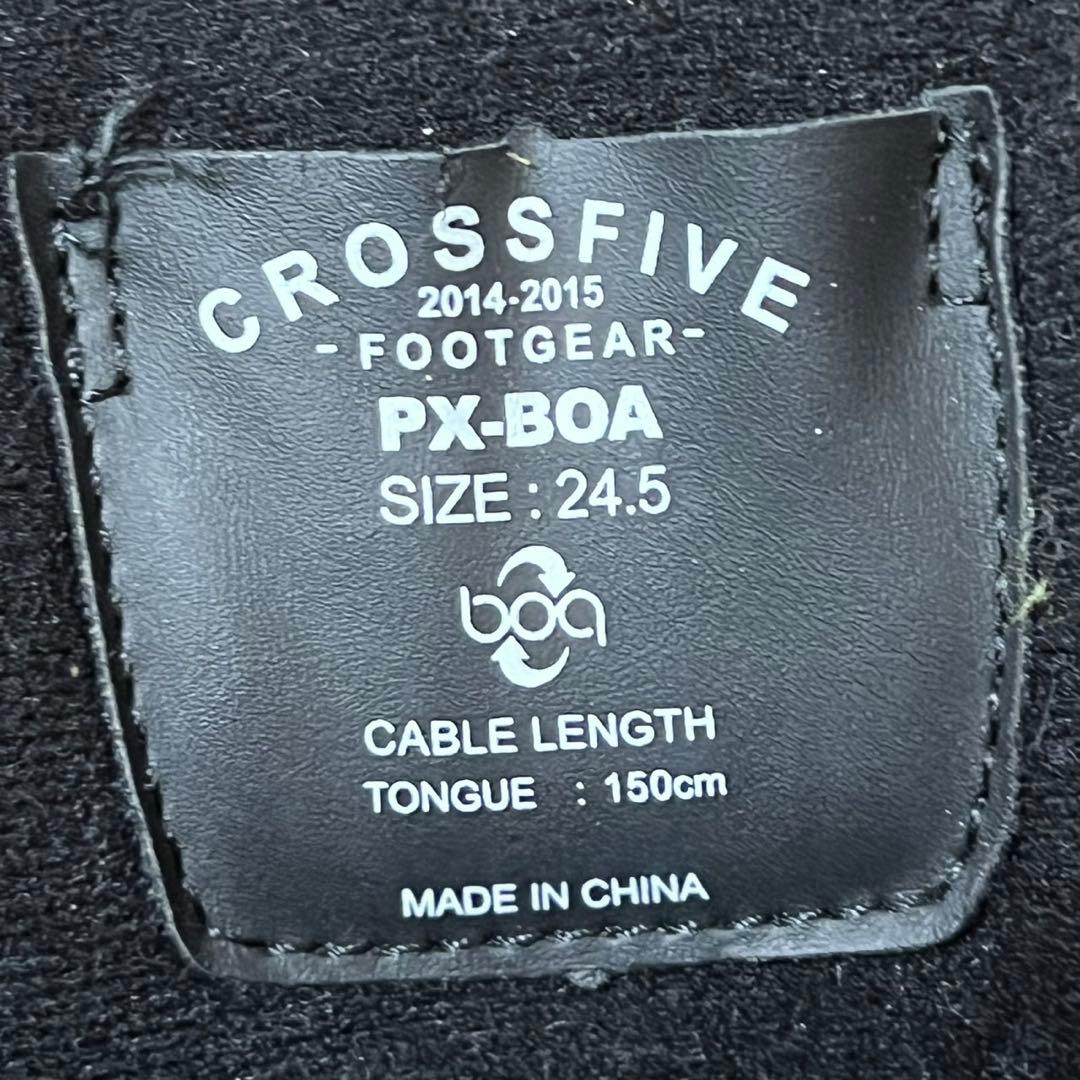 CROSSFIVE
2014-2015
-FOOTGEAR-
PX-BOA
SIZE : 24.5
boa
CABLE LENGTH
TONGUE : 150cm
MADE IN CHINA